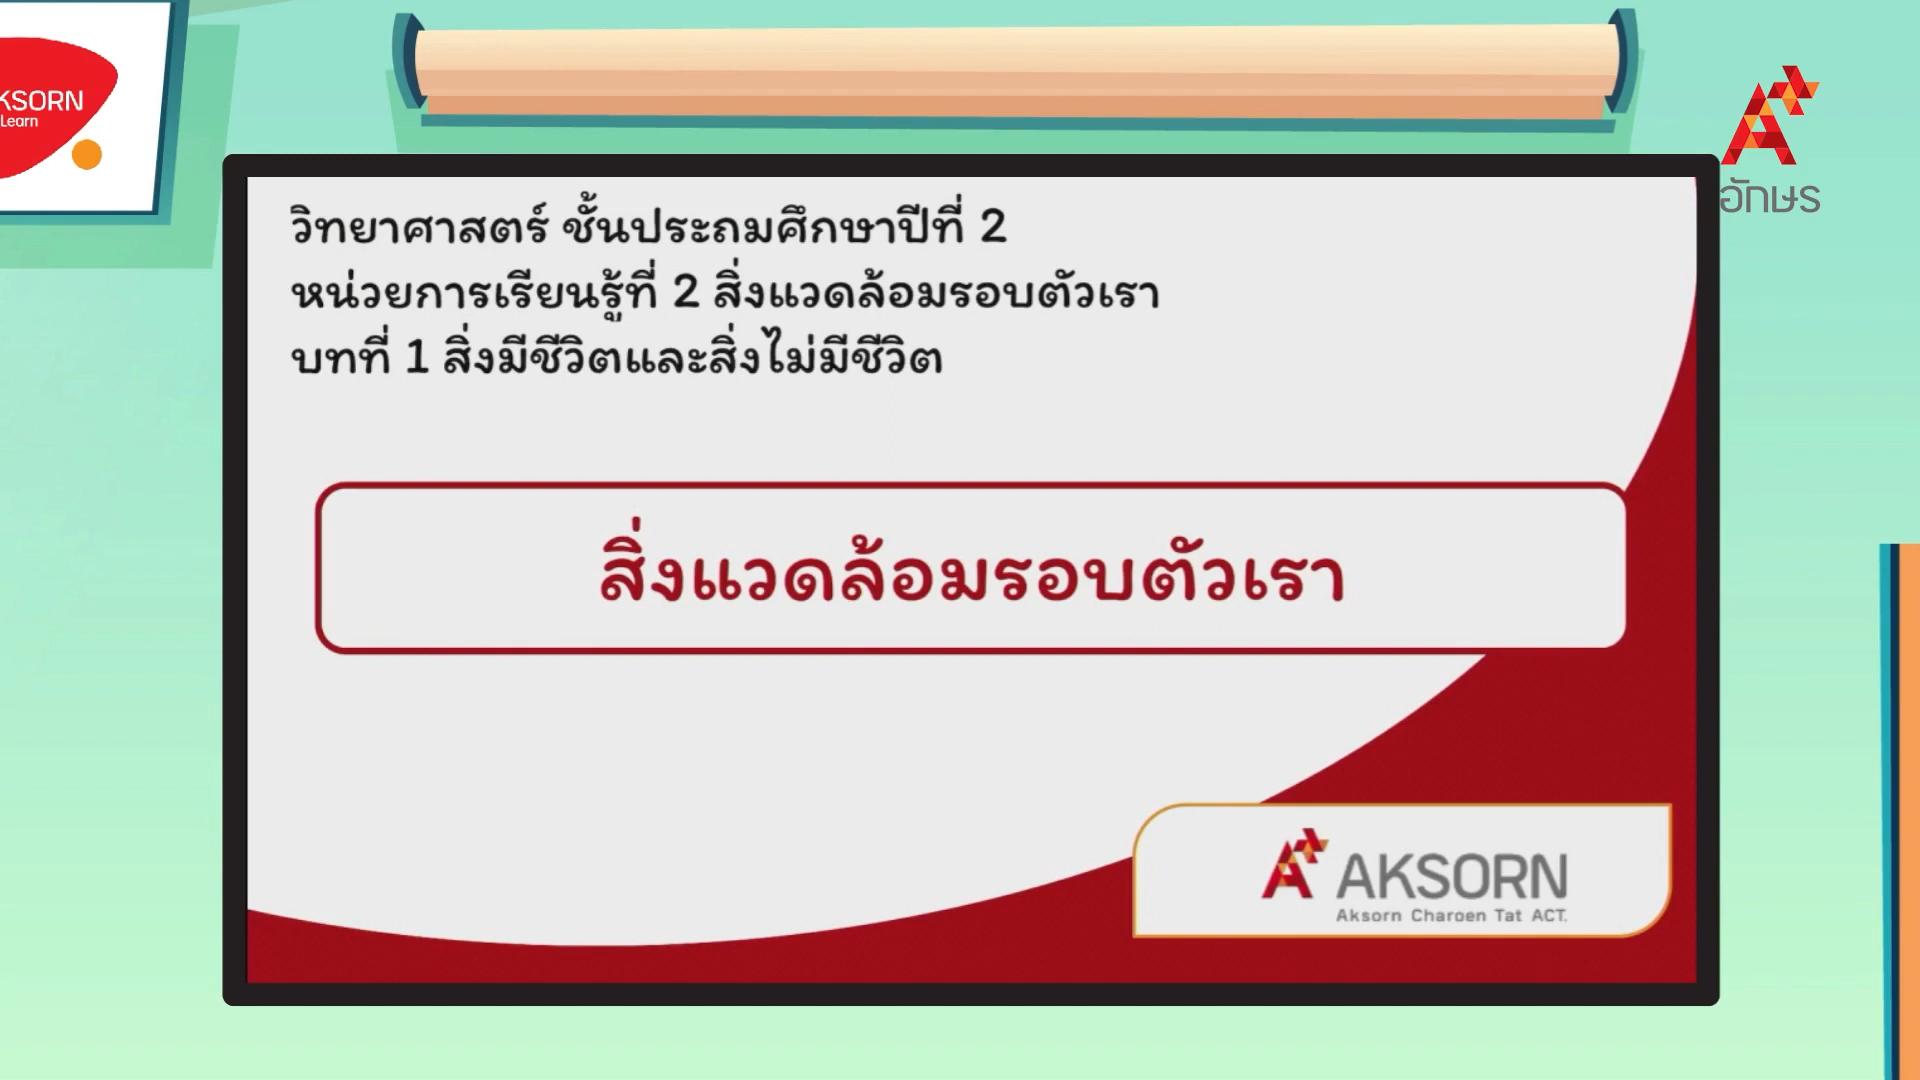 KSORN
Learn
อักษร
วิทยาศาสตร์ ชั้นประถมศึกษาปีที่ 2
หน่วยการเรียนรู้ที่ 2 สิ่งแวดล้อมรอบตัวเรา
บทที่ 1 สิ่งมีชีวิตและสิ่งไม่มีชีวิต
สิ่งแวดล้อมรอบตัวเรา
AKSORN
Aksorn Charoen Tat ACT.